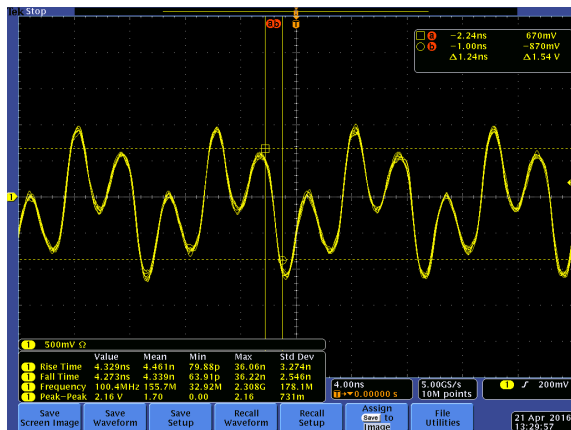 Tek Stop
ab
T
a −2.24ns 670mV
b −1.00ns −870mV
Δ1.24ns Δ1.54 V
1
1 500mV Ω
Value Mean Min Max Std Dev
1 Rise Time 4.329ns 4.461n 79.88p 36.06n 3.274n
1 Fall Time 4.273ns 4.339n 63.91p 36.22n 2.546n
1 Frequency 100.4MHz 155.7M 32.92M 2.308G 178.1M
1 Peak−Peak 2.16 V 1.70 0.00 2.16 731m
4.00ns 5.00GS/s 1 200mV
T→▾0.00000 s 10M points
Save Screen Image
Save Waveform
Save Setup
Recall Waveform
Recall Setup
Assign Save to Image
File Utilities
21 Apr 2016
13:29:57